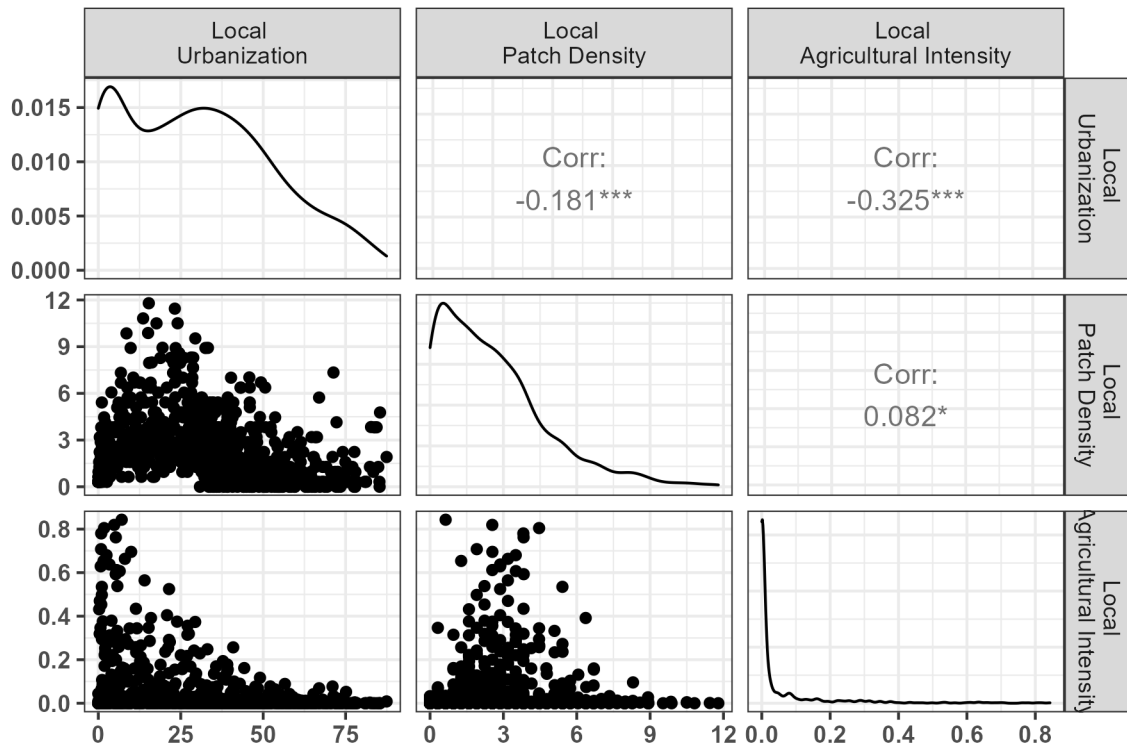 Local
Urbanization
Local
Patch Density
Local
Agricultural Intensity
0.015
0.010
0.005
0.000
Corr:
-0.181***
Corr:
-0.325***
Local
Urbanization
12
9
6
3
0
Corr:
0.082*
Local
Patch Density
0.8
0.6
0.4
0.2
0.0
Local
Agricultural Intensity
0 25 50 75
0 3 6 9 12
0.0 0.2 0.4 0.6 0.8